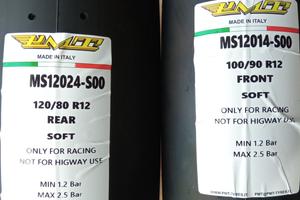 PMT
MADE IN ITALY
MS12024-S00
120/80 R12
REAR
SOFT
ONLY FOR RACING
NOT FOR HIGWAY USE
MIN 1.2 Bar
MAX 2.5 Bar
PMT
MADE IN ITALY
MS12014-S00
100/90 R12
FRONT
SOFT
ONLY FOR RACING
NOT FOR HIGWAY USE
MIN 1.2 Bar
MAX 2.5 Bar